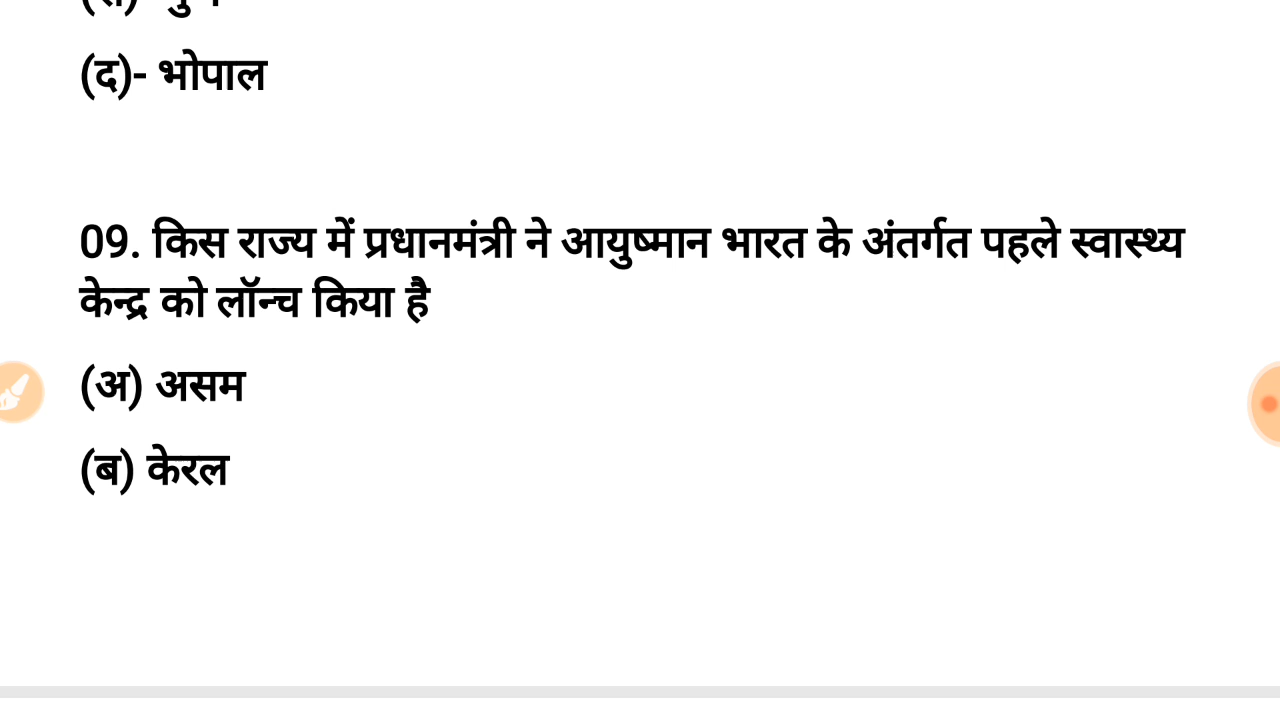 (द)- भोपाल
09. किस राज्य में प्रधानमंत्री ने आयुष्मान भारत के अंतर्गत पहले स्वास्थ्य
केन्द्र को लॉन्च किया है
(अ) असम
(ब) केरल